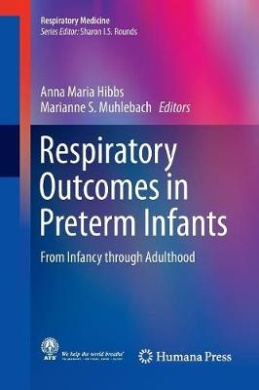 Respiratory Medicine
Series Editor: Sharon I.S. Rounds
Anna Maria Hibbs
Marianne S. Muhlebach Editors
Respiratory
Outcomes in
Preterm Infants
From Infancy through Adulthood
ATS
We help the world breathe
Humana Press